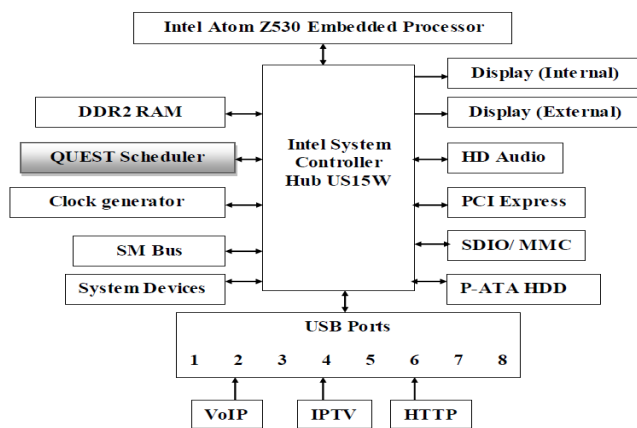 Intel Atom Z530 Embedded Processor
Display (Internal)
DDR2 RAM
Display (External)
Intel System
Controller
Hub US15W
QUEST Scheduler
HD Audio
Clock generator
PCI Express
SM Bus
SDIO/ MMC
System Devices
P-ATA HDD
USB Ports
1 2 3 4 5 6 7 8
VoIP IPTV HTTP